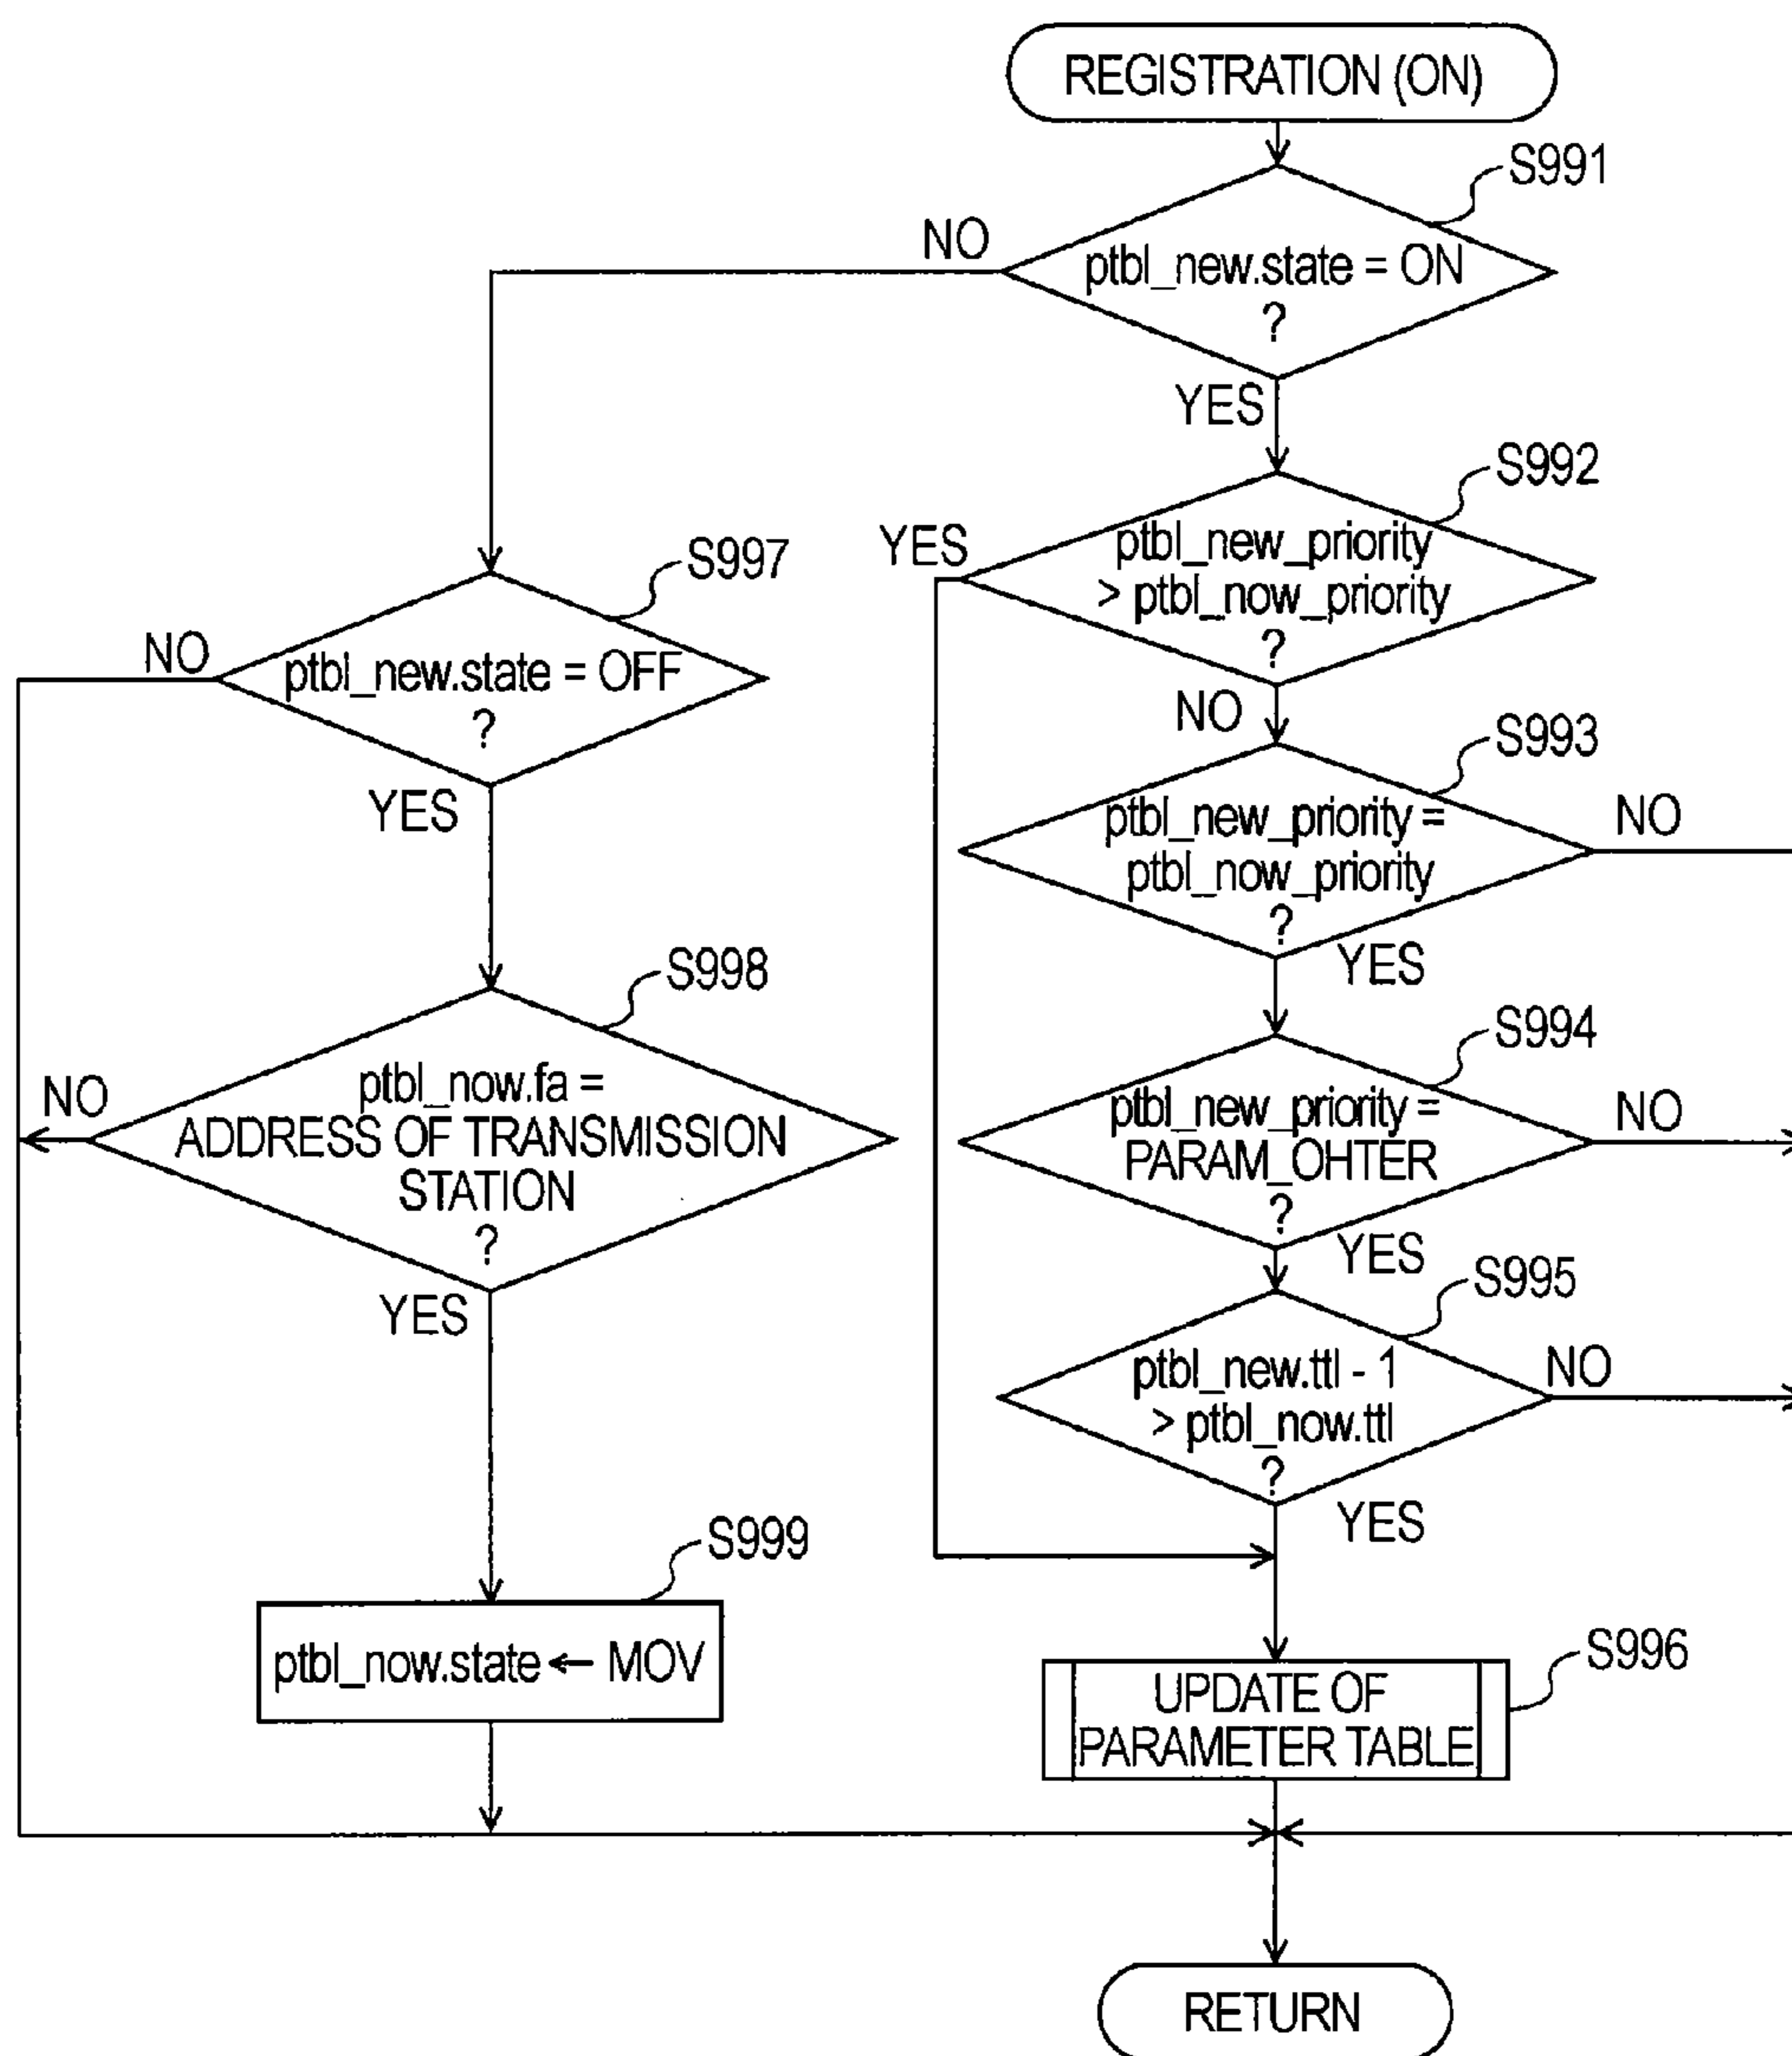 REGISTRATION (ON)
S991
NO
ptbl_new.state = ON
?
YES
S992
YES
ptbl_new_priority
> ptbl_now_priority
?
NO
S997
NO
ptbl_new.state = OFF
?
YES
S993
ptbl_new_priority =
ptbl_now_priority
?
NO
YES
S998
NO
ptbl_now.fa =
ADDRESS OF TRANSMISSION
STATION
?
YES
S994
ptbl_new_priority =
PARAM_OHTER
?
NO
YES
S995
ptbl_new.ttl - 1
> ptbl_now.ttl
?
NO
YES
S999
ptbl_now.state ← MOV
S996
UPDATE OF
PARAMETER TABLE
RETURN